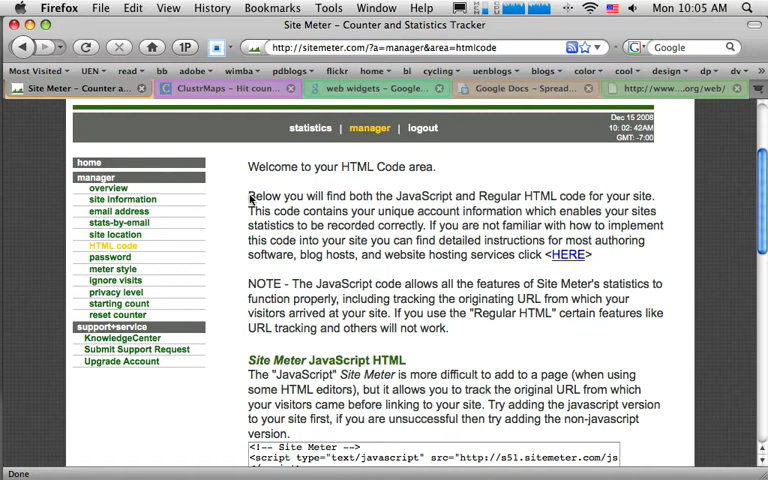 Firefox File Edit View History Bookmarks Tools Window Help Mon 10:05 AM
Site Meter - Counter and Statistics Tracker
1P http://sitemeter.com/?a=manager&area=htmlcode Google
Most Visited UEN read bb adobe wimba pdblogs flickr home bl cycling uenblogs blogs color cool design dp dv
Site Meter - Counter a... ClustrMaps - Hit coun... web widgets - Google... Google Docs - Spread... http://www...org/web/
statistics | manager | logout
Dec 15 2008
10: 02: 42AM
GMT: -7:00
home
manager
overview
site information
email address
stats-by-email
site location
HTML code
password
meter style
ignore visits
privacy level
starting count
reset counter
support+service
KnowledgeCenter
Submit Support Request
Upgrade Account
Welcome to your HTML Code area.
Below you will find both the JavaScript and Regular HTML code for your site.
This code contains your unique account information which enables your sites
statistics to be recorded correctly. If you are not familiar with how to implement
this code into your site you can find detailed instructions for most authoring
software, blog hosts, and website hosting services click <HERE>
NOTE - The JavaScript code allows all the features of Site Meter's statistics to
function properly, including tracking the originating URL from which your
visitors arrived at your site. If you use the "Regular HTML" certain features like
URL tracking and others will not work.
Site Meter JavaScript HTML
The "JavaScript" Site Meter is more difficult to add to a page (when using
some HTML editors), but it allows you to track the original URL from which
your visitors came before linking to your site. Try adding the javascript version
to your site first, if you are unsuccessful then try adding the non-javascript
version.
<!-- Site Meter -->
<script type="text/javascript" src="http://s51.sitemeter.com/js
Done